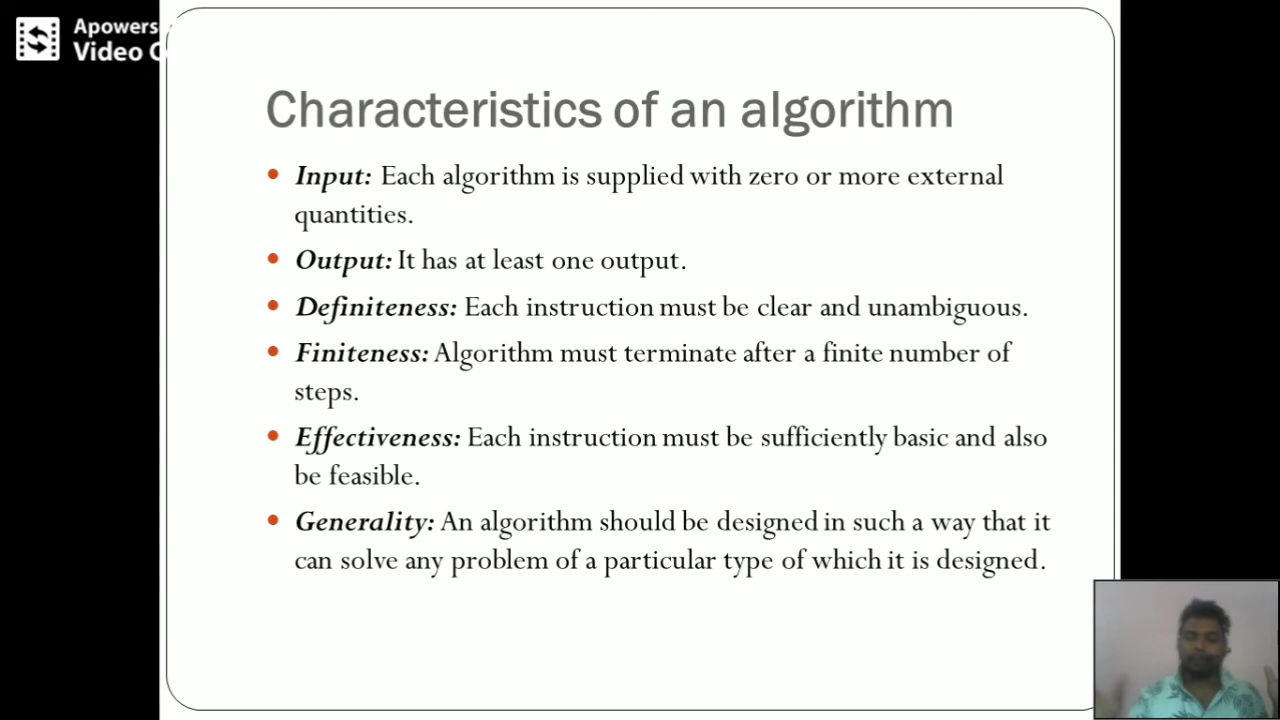 Apowers
Video
Characteristics of an algorithm
• Input: Each algorithm is supplied with zero or more external
quantities.
• Output: It has at least one output.
• Definiteness: Each instruction must be clear and unambiguous.
• Finiteness: Algorithm must terminate after a finite number of
steps.
• Effectiveness: Each instruction must be sufficiently basic and also
be feasible.
• Generality: An algorithm should be designed in such a way that it
can solve any problem of a particular type of which it is designed.